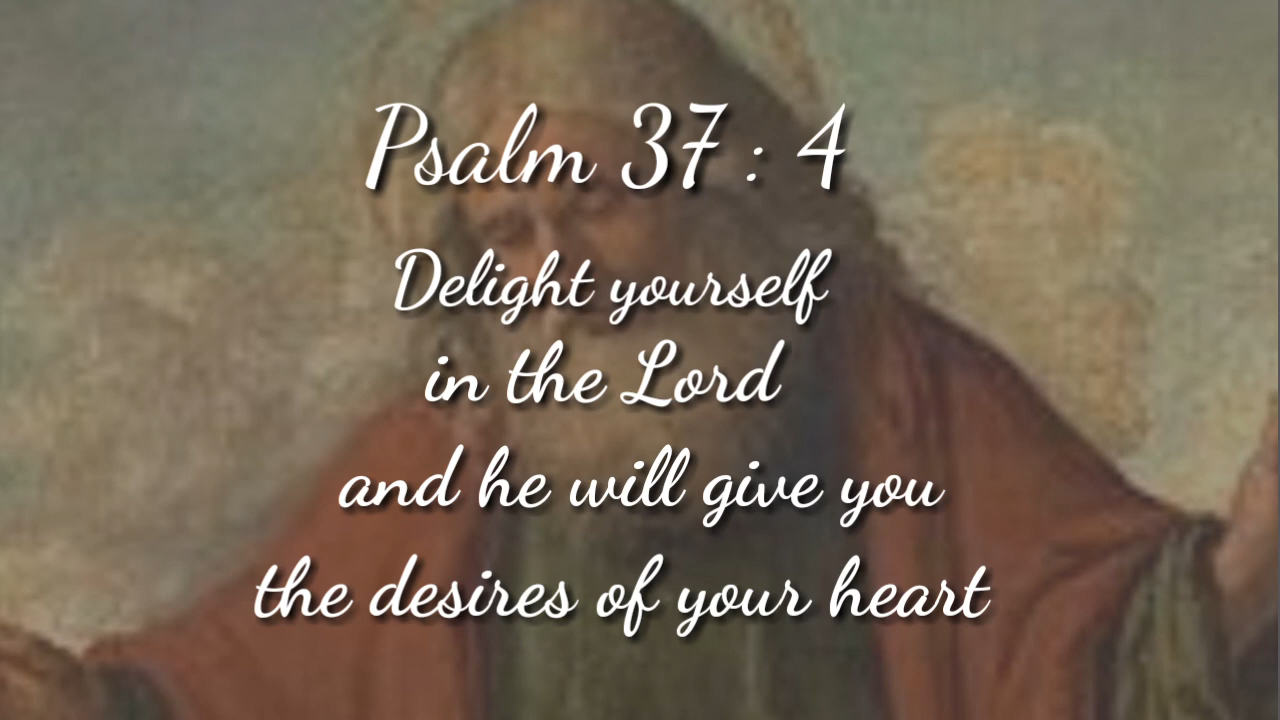 Psalm 37 : 4
Delight yourself
in the Lord
and he will give you
the desires of your heart